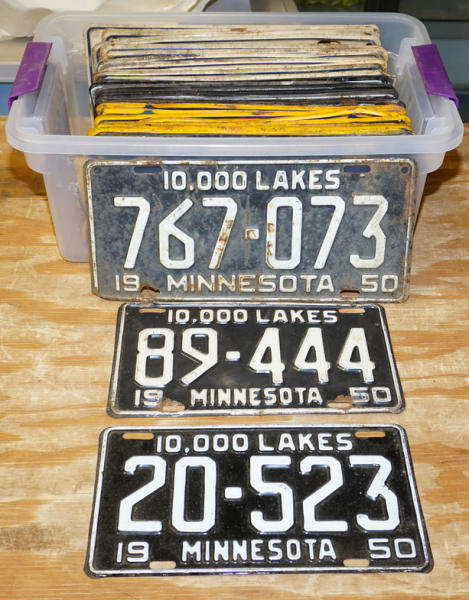 10,000 LAKES
767·073
19 MINNESOTA 50
10,000 LAKES
89-444
19 MINNESOTA 50
10,000 LAKES
20-523
19 MINNESOTA 50